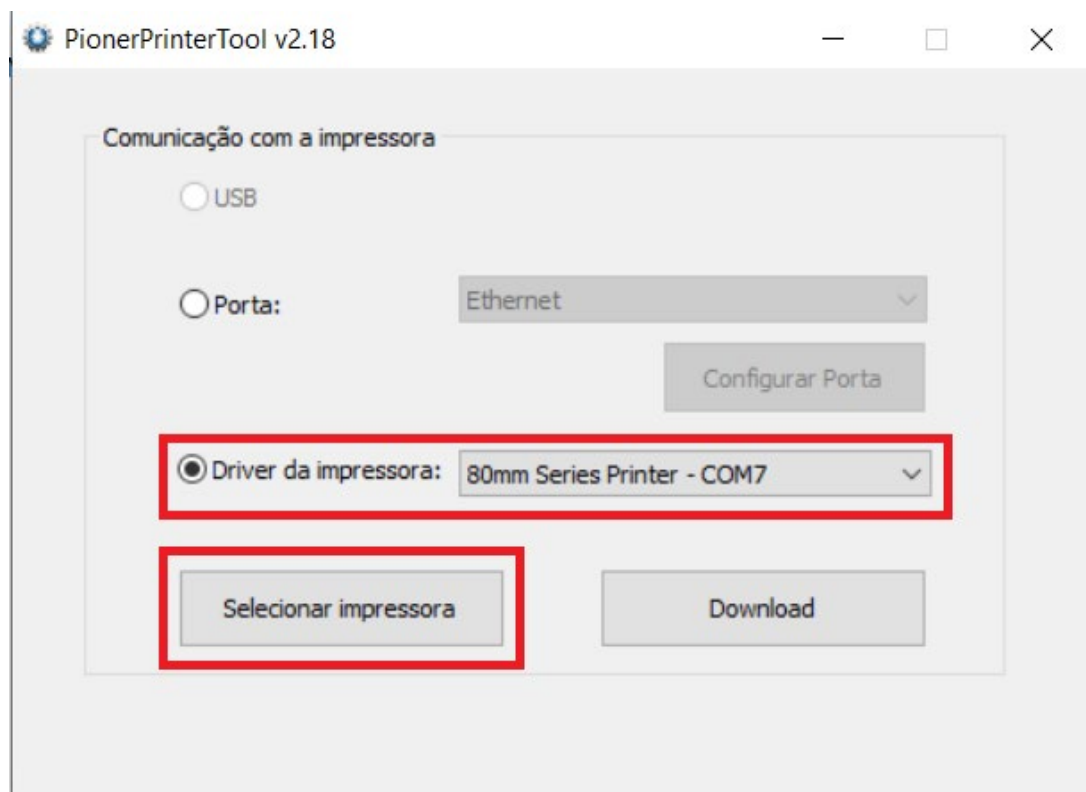 PionerPrinterTool v2.18
Comunicação com a impressora
USB
Porta:
Ethernet
Configurar Porta
Driver da impressora:
80mm Series Printer - COM7
Selecionar impressora
Download